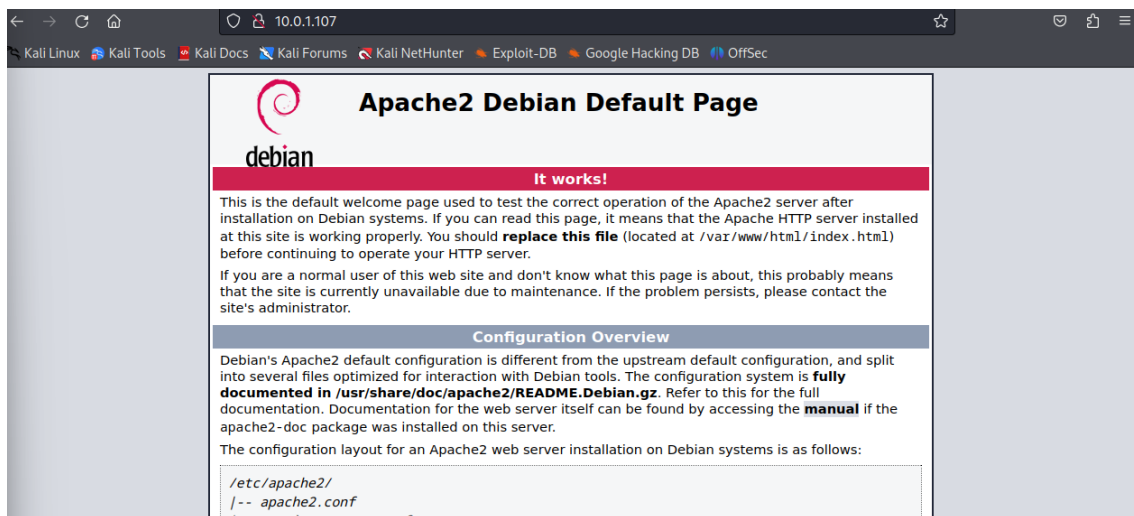 10.0.1.107
Kali Linux Kali Tools Kali Docs Kali Forums Kali NetHunter Exploit-DB Google Hacking DB OffSec
debian
Apache2 Debian Default Page
It works!
This is the default welcome page used to test the correct operation of the Apache2 server after
installation on Debian systems. If you can read this page, it means that the Apache HTTP server installed
at this site is working properly. You should replace this file (located at /var/www/html/index.html)
before continuing to operate your HTTP server.
If you are a normal user of this web site and don't know what this page is about, this probably means
that the site is currently unavailable due to maintenance. If the problem persists, please contact the
site's administrator.
Configuration Overview
Debian's Apache2 default configuration is different from the upstream default configuration, and split
into several files optimized for interaction with Debian tools. The configuration system is fully
documented in /usr/share/doc/apache2/README.Debian.gz. Refer to this for the full
documentation. Documentation for the web server itself can be found by accessing the manual if the
apache2-doc package was installed on this server.
The configuration layout for an Apache2 web server installation on Debian systems is as follows:
/etc/apache2/
|-- apache2.conf